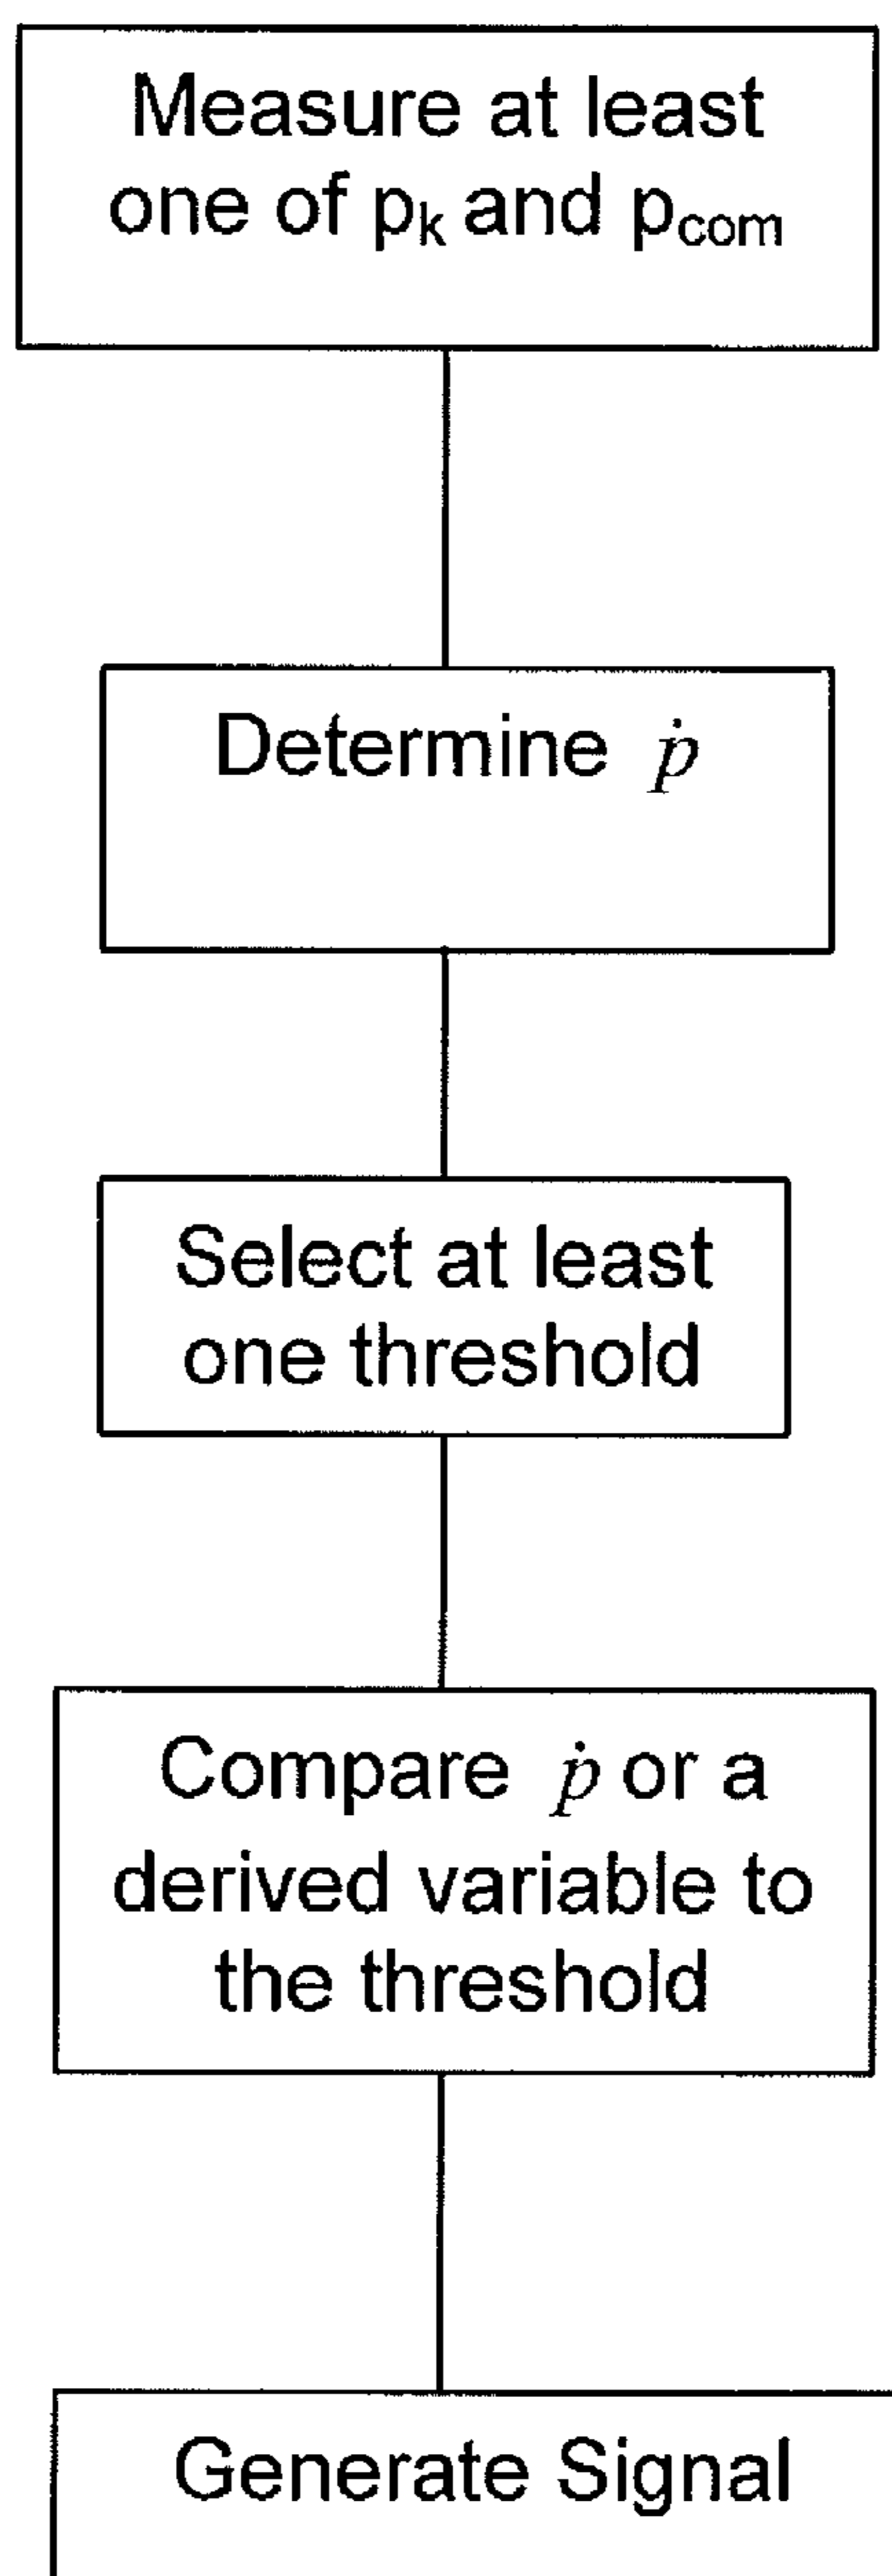 Measure at least
one of pk and pcom
Determine ṗ
Select at least
one threshold
Compare ṗ or a
derived variable to
the threshold
Generate Signal